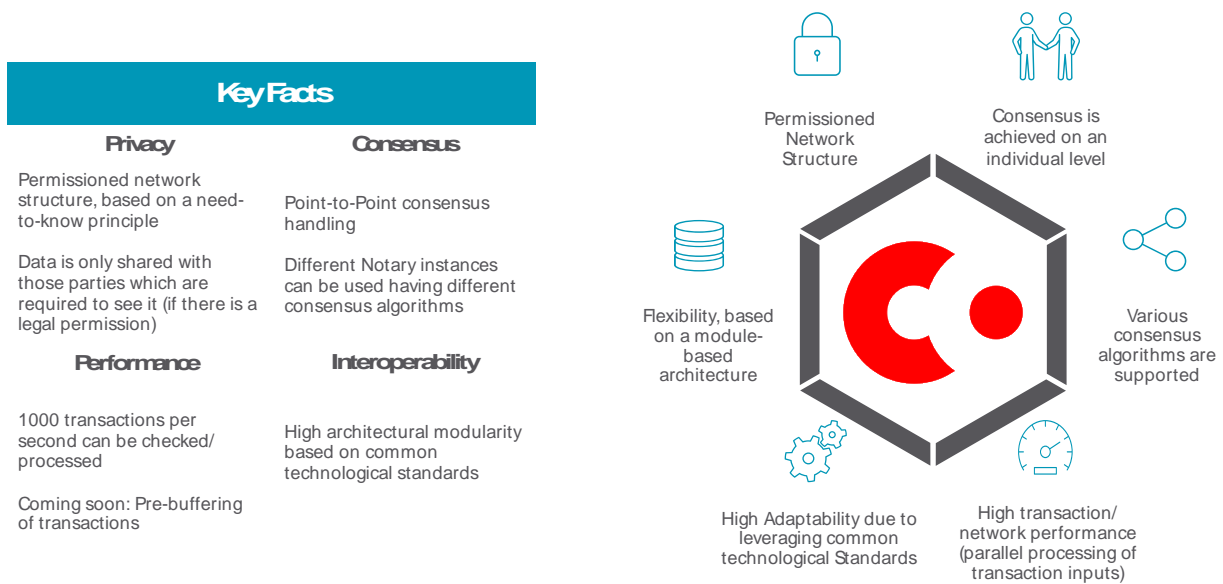 Key Facts
Privacy
Permissioned network
structure, based on a need-
to-know principle
Data is only shared with
those parties which are
required to see it (if there is a
legal permission)
Consensus
Point-to-Point consensus
handling
Different Notary instances
can be used having different
consensus algorithms
Performance
1000 transactions per
second can be checked/
processed
Coming soon: Pre-buffering
of transactions
Interoperability
High architectural modularity
based on common
technological standards
Permissioned
Network
Structure
Consensus is
achieved on an
individual level
Flexibility, based
on a module-
based
architecture
Various
consensus
algorithms are
supported
High Adaptability due to
leveraging common
technological Standards
High transaction/
network performance
(parallel processing of
transaction inputs)